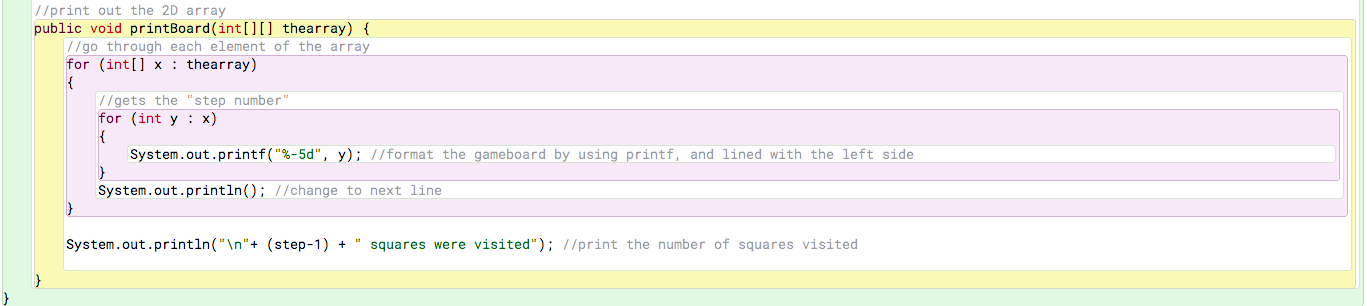 //print out the 2D array
public void printBoard(int[][] thearray) {
//go through each element of the array
for (int[] x : thearray)
{
//gets the "step number"
for (int y : x)
{
System.out.printf("%-5d", y); //format the gameboard by using printf, and lined with the left side
}
System.out.println(); //change to next line
}
System.out.println("\n"+ (step-1) + " squares were visited"); //print the number of squares visited
}
}